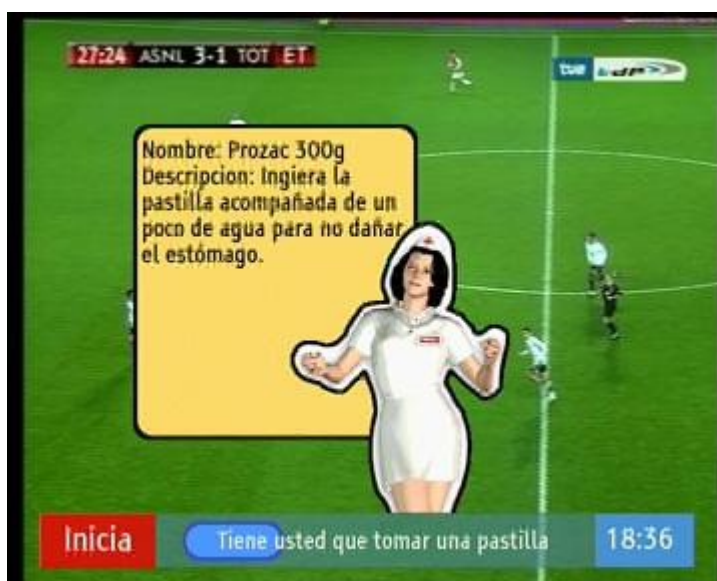 27:24 ASNL 3-1 TOT ET
tve tdp
Nombre: Prozac 300g
Descripcion: Ingiera la
pastilla acompañada de un
poco de agua para no dañar
el estómago.
Inicia
Tiene usted que tomar una pastilla
18:36